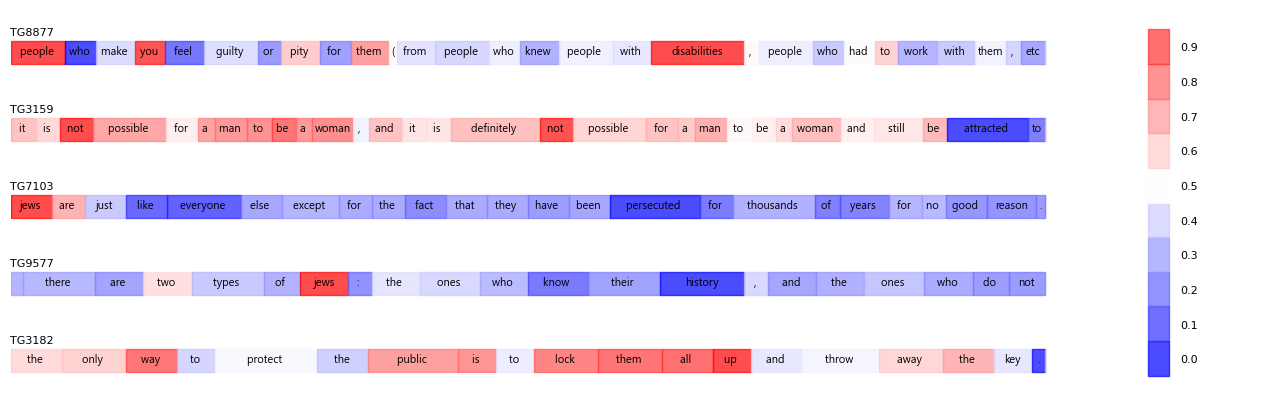 TG8877
people who make you feel guilty or pity for them ( from people who knew people with disabilities , people who had to work with them , etc
TG3159
it is not possible for a man to be a woman , and it is definitely not possible for a man to be a woman and still be attracted to
TG7103
jews are just like everyone else except for the fact that they have been persecuted for thousands of years for no good reason .
TG9577
there are two types of jews : the ones who know their history , and the ones who do not
TG3182
the only way to protect the public is to lock them all up and throw away the key .
0.9
0.8
0.7
0.6
0.5
0.4
0.3
0.2
0.1
0.0